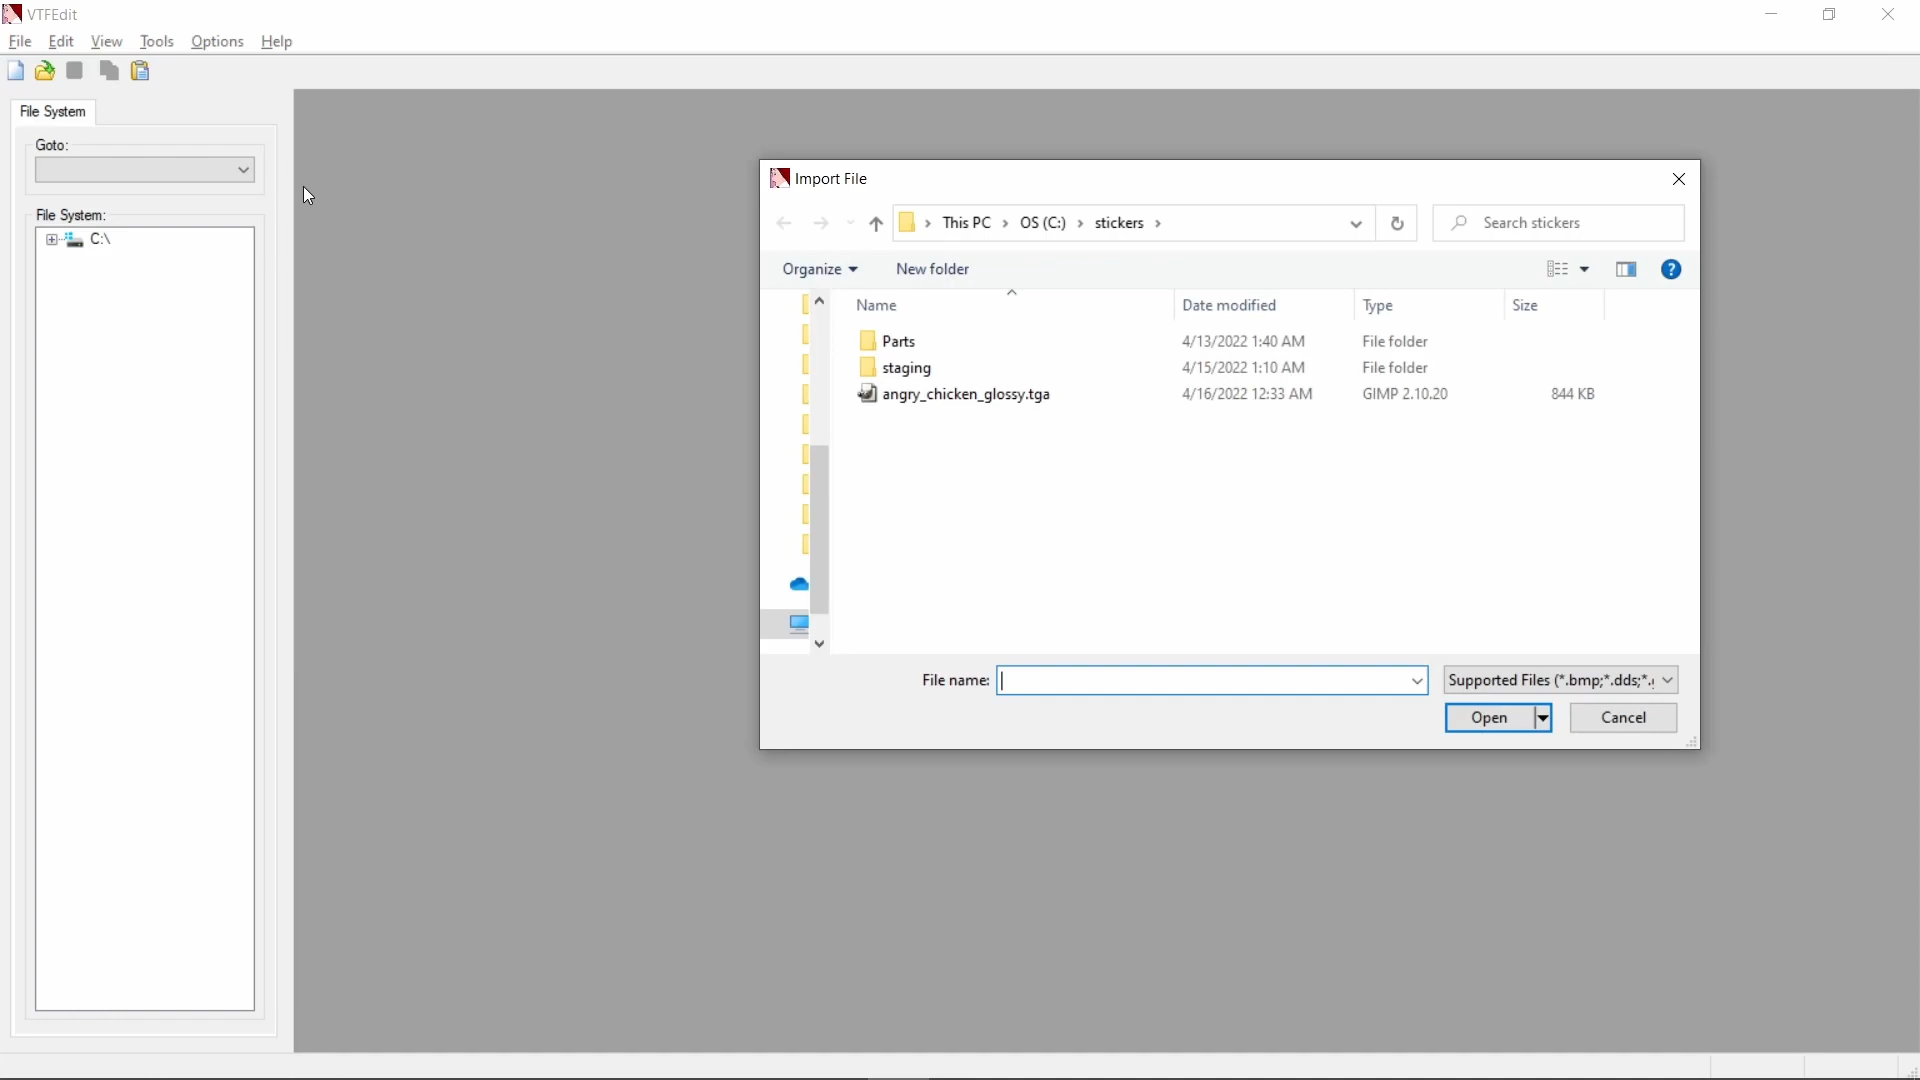 VTFEdit
File Edit View Tools Options Help
File System
Goto:
File System:
C:\
Import File
This PC › OS (C:) › stickers ›
Search stickers
Organize New folder
Name Date modified Type Size
Parts 4/13/2022 1:40 AM File folder
staging 4/15/2022 1:10 AM File folder
angry_chicken_glossy.tga 4/16/2022 12:33 AM GIMP 2.10.20 844 KB
File name:
Supported Files (*.bmp;*.dds;*.
Open Cancel